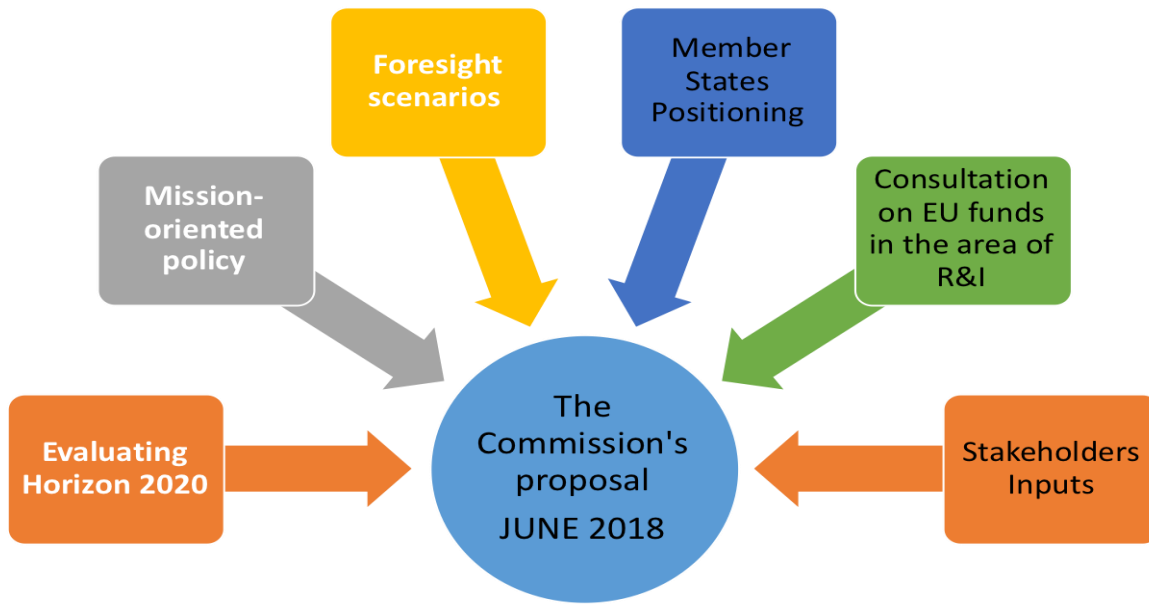 Foresight
scenarios
Member
States
Positioning
Mission-
oriented
policy
Consultation
on EU funds
in the area of
R&I
Evaluating
Horizon 2020
The
Commission's
proposal
JUNE 2018
Stakeholders
Inputs